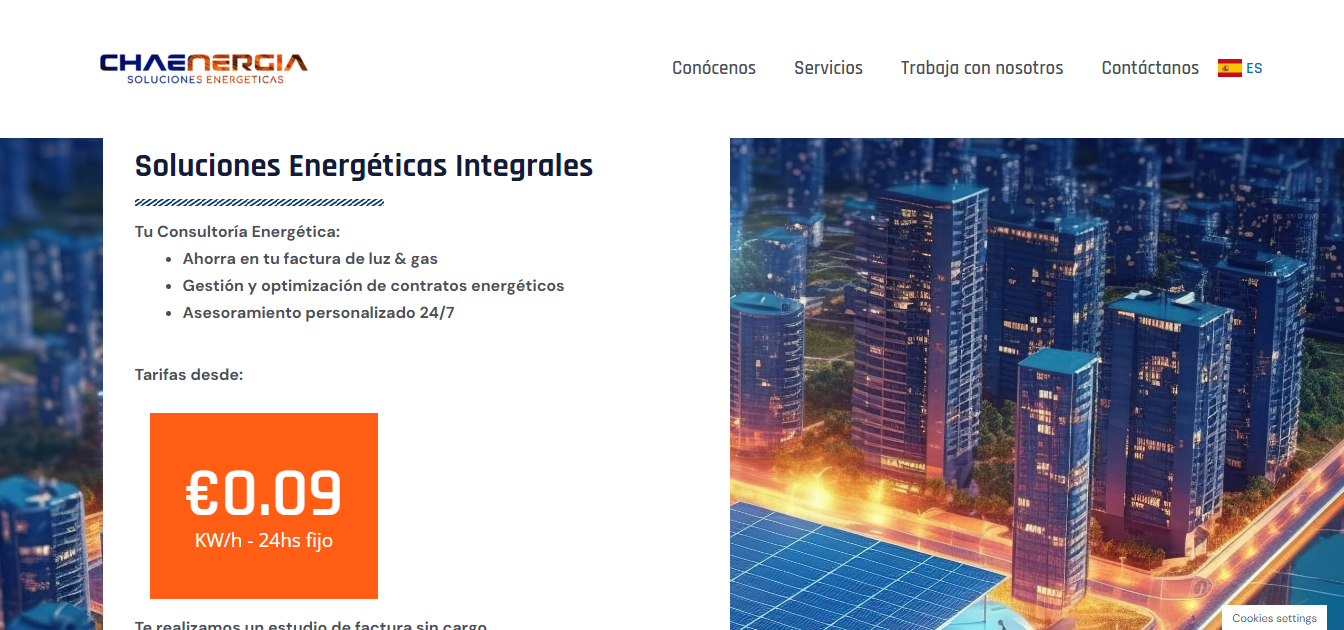 CHAENERGIA
SOLUCIONES ENERGETICAS
Conócenos
Servicios
Trabaja con nosotros
Contáctanos
ES
Soluciones Energéticas Integrales
Tu Consultoría Energética:
• Ahorra en tu factura de luz & gas
• Gestión y optimización de contratos energéticos
• Asesoramiento personalizado 24/7
Tarifas desde:
€0.09
KW/h - 24hs fijo
Te realizamos un estudio de factura sin cargo
Cookies settings